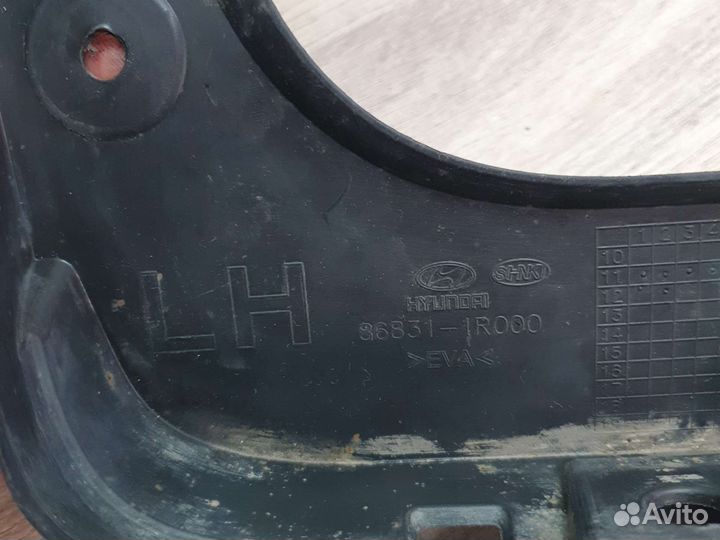 LH
HYUNDAI
SHNKI
86831-1R000
>EVA<
1 2 3 4
10
11
12
13
14
15
16
Avito